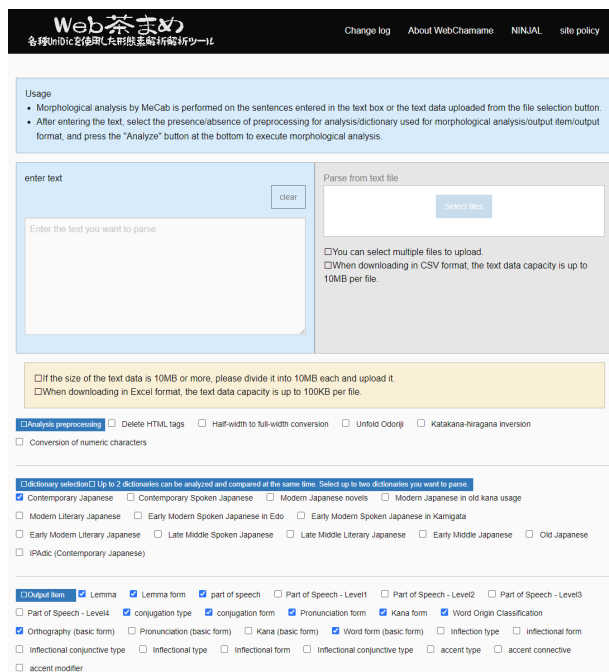 Web茶まめ
各種UniDicを使用した形態素解析解析ツール
Change log About WebChamame NINJAL site policy
Usage
• Morphological analysis by MeCab is performed on the sentences entered in the text box or the text data uploaded from the file selection button.
• After entering the text, select the presence/absence of preprocessing for analysis/dictionary used for morphological analysis/output item/output
format, and press the "Analyze" button at the bottom to execute morphological analysis.
enter text
clear
Enter the text you want to parse
Parse from text file
Select files
□You can select multiple files to upload.
□When downloading in CSV format, the text data capacity is up to
10MB per file.
□If the size of the text data is 10MB or more, please divide it into 10MB each and upload it.
□When downloading in Excel format, the text data capacity is up to 100KB per file.
□Analysis preprocessing Delete HTML tags Half-width to full-width conversion Unfold Odoriji Katakana-hiragana inversion
Conversion of numeric characters
□dictionary selection□ Up to 2 dictionaries can be analyzed and compared at the same time. Select up to two dictionaries you want to parse.
Contemporary Japanese Contemporary Spoken Japanese Modern Japanese novels Modern Japanese in old kana usage
Modern Literary Japanese Early Modern Spoken Japanese in Edo Early Modern Spoken Japanese in Kamigata
Early Modern Literary Japanese Late Middle Spoken Japanese Late Middle Literary Japanese Early Middle Japanese Old Japanese
IPAdic (Contemporary Japanese)
□Output item Lemma Lemma form part of speech Part of Speech - Level1 Part of Speech - Level2 Part of Speech - Level3
Part of Speech - Level4 conjugation type conjugation form Pronunciation form Kana form Word Origin Classification
Orthography (basic form) Pronunciation (basic form) Kana (basic form) Word form (basic form) Inflection type inflectional form
Inflectional conjunctive type Inflectional type Inflectional form Inflectional conjunctive type accent type accent connective
accent modifier